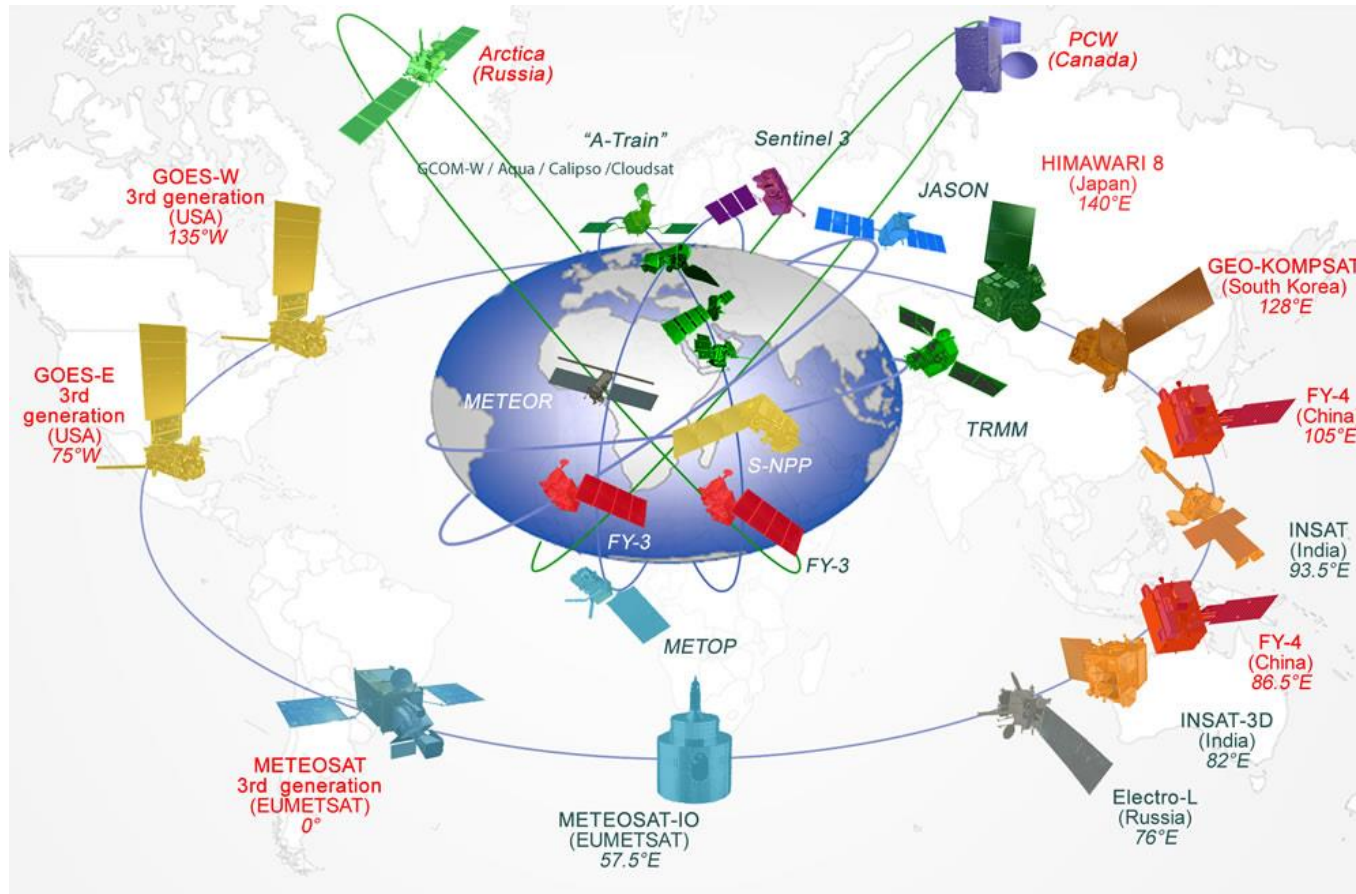 Arctica
(Russia)
PCW
(Canada)
"A-Train"
GCOM-W / Aqua / Calipso /Cloudsat
Sentinel 3
JASON
HIMAWARI 8
(Japan)
140°E
GOES-W
3rd generation
(USA)
135°W
GEO-KOMPSAT
(South Korea)
128°E
GOES-E
3rd
generation
(USA)
75°W
METEOR
TRMM
FY-4
(China)
105°E
S-NPP
FY-3
FY-3
INSAT
(India)
93.5°E
METOP
FY-4
(China)
86.5°E
INSAT-3D
(India)
82°E
METEOSAT
3rd generation
(EUMETSAT)
0°
METEOSAT-IO
(EUMETSAT)
57.5°E
Electro-L
(Russia)
76°E